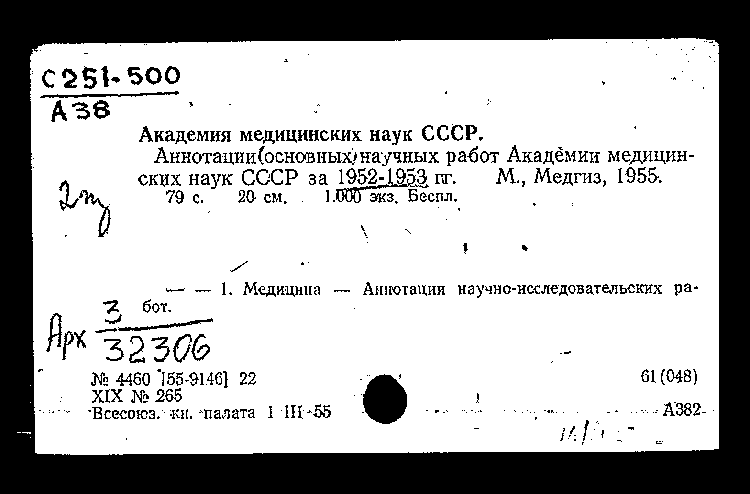 С251-500
А38
Академия медицинских наук СССР.
Аннотации (основных) научных работ Академии медицин-
ских наук СССР за 1952-1953 гг. М., Медгиз, 1955.
79 с. 20 см. 1.000 экз. Беспл.
— — 1. Медицина — Аннотации научно-исследовательских ра-
бот.
3
Арх 32306
№ 4460 [55-9146] 22
61(048)
XIX № 265
Всесоюз. кн. палата 1 III 55
А382